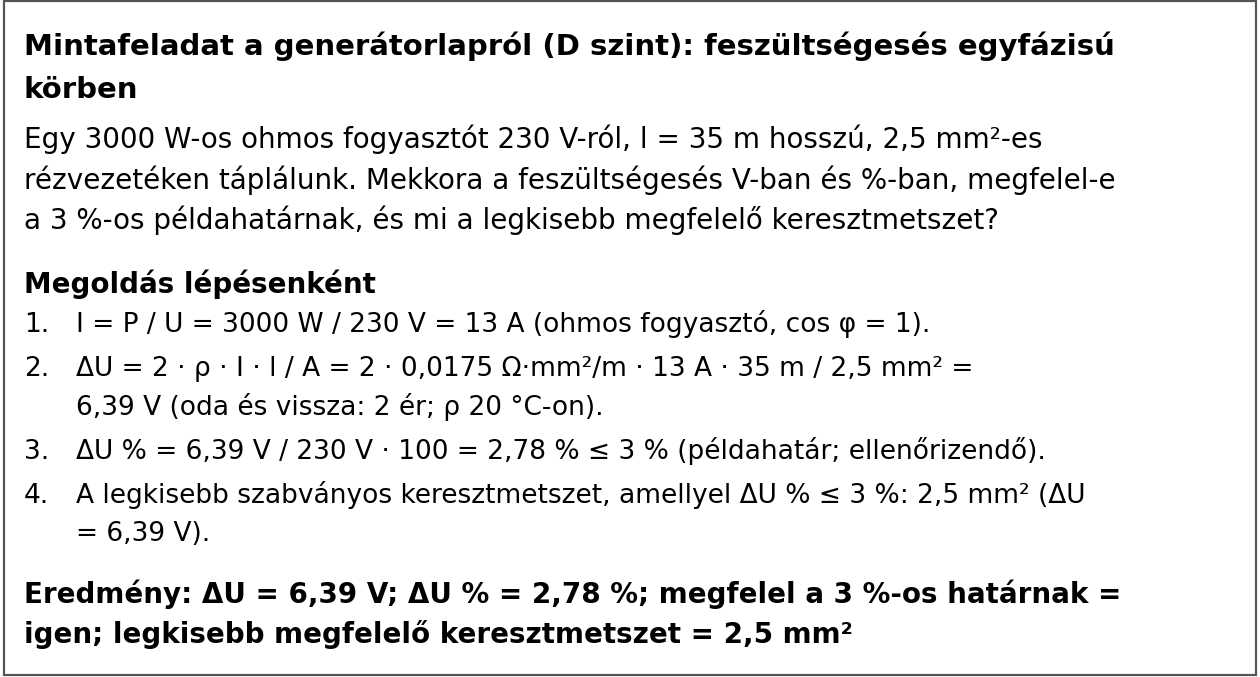 Mintafeladat a generátorlapról (D szint): feszültségesés egyfázisú
körben
Egy 3000 W-os ohmos fogyasztót 230 V-ról, l = 35 m hosszú, 2,5 mm²-es
rézvezetéken táplálunk. Mekkora a feszültségesés V-ban és %-ban, megfelel-e
a 3 %-os példahatárnak, és mi a legkisebb megfelelő keresztmetszet?
Megoldás lépésenként
1. I = P / U = 3000 W / 230 V = 13 A (ohmos fogyasztó, cos φ = 1).
2. ΔU = 2 · ρ · I · l / A = 2 · 0,0175 Ω·mm²/m · 13 A · 35 m / 2,5 mm² =
6,39 V (oda és vissza: 2 ér; ρ 20 °C-on).
3. ΔU % = 6,39 V / 230 V · 100 = 2,78 % ≤ 3 % (példahatár; ellenőrizendő).
4. A legkisebb szabványos keresztmetszet, amellyel ΔU % ≤ 3 %: 2,5 mm² (ΔU
= 6,39 V).
Eredmény: ΔU = 6,39 V; ΔU % = 2,78 %; megfelel a 3 %-os határnak =
igen; legkisebb megfelelő keresztmetszet = 2,5 mm²